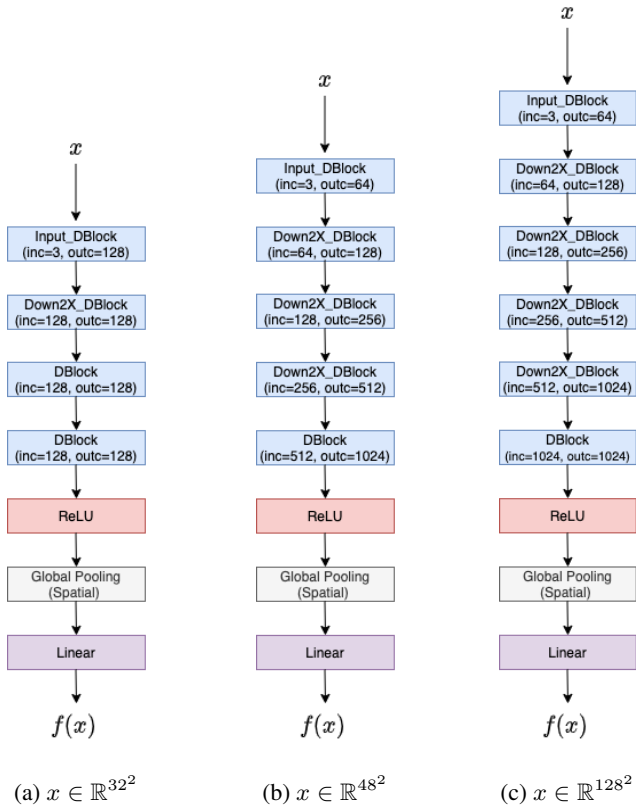 x
Input_DBlock
(inc=3, outc=128)
Down2X_DBlock
(inc=128, outc=128)
DBlock
(inc=128, outc=128)
DBlock
(inc=128, outc=128)
ReLU
Global Pooling
(Spatial)
Linear
f(x)
(a) x ∈ ℝ^{32^2}
x
Input_DBlock
(inc=3, outc=64)
Down2X_DBlock
(inc=64, outc=128)
Down2X_DBlock
(inc=128, outc=256)
Down2X_DBlock
(inc=256, outc=512)
DBlock
(inc=512, outc=1024)
ReLU
Global Pooling
(Spatial)
Linear
f(x)
(b) x ∈ ℝ^{48^2}
x
Input_DBlock
(inc=3, outc=64)
Down2X_DBlock
(inc=64, outc=128)
Down2X_DBlock
(inc=128, outc=256)
Down2X_DBlock
(inc=256, outc=512)
Down2X_DBlock
(inc=512, outc=1024)
DBlock
(inc=1024, outc=1024)
ReLU
Global Pooling
(Spatial)
Linear
f(x)
(c) x ∈ ℝ^{128^2}